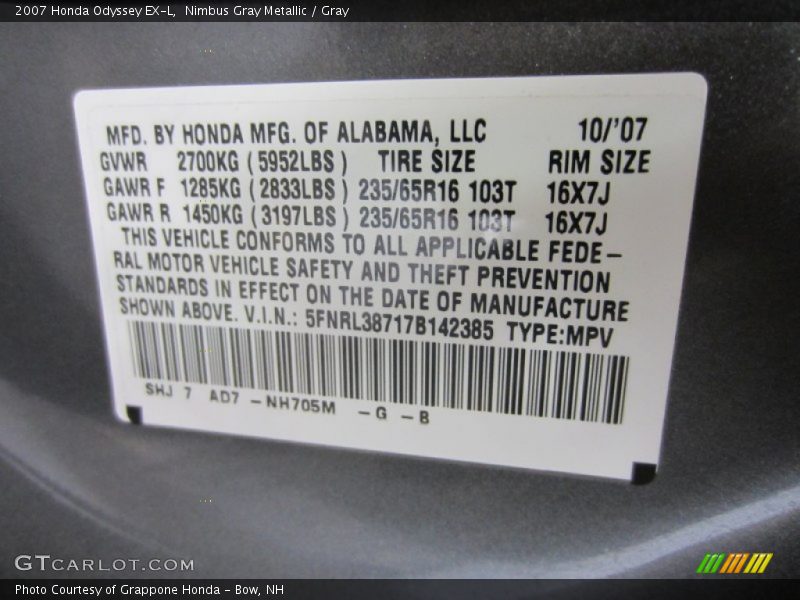 2007 Honda Odyssey EX-L, Nimbus Gray Metallic / Gray
MFD. BY HONDA MFG. OF ALABAMA, LLC 10/'07
GVWR 2700KG (5952LBS) TIRE SIZE RIM SIZE
GAWR F 1285KG (2833LBS) 235/65R16 103T 16X7J
GAWR R 1450KG (3197LBS) 235/65R16 103T 16X7J
THIS VEHICLE CONFORMS TO ALL APPLICABLE FEDE-
RAL MOTOR VEHICLE SAFETY AND THEFT PREVENTION
STANDARDS IN EFFECT ON THE DATE OF MANUFACTURE
SHOWN ABOVE. V.I.N.: 5FNRL38717B142385 TYPE:MPV
SHJ 7 AD7 -NH705M -G -B
GTCARLOT.COM
Photo Courtesy of Grappone Honda - Bow, NH